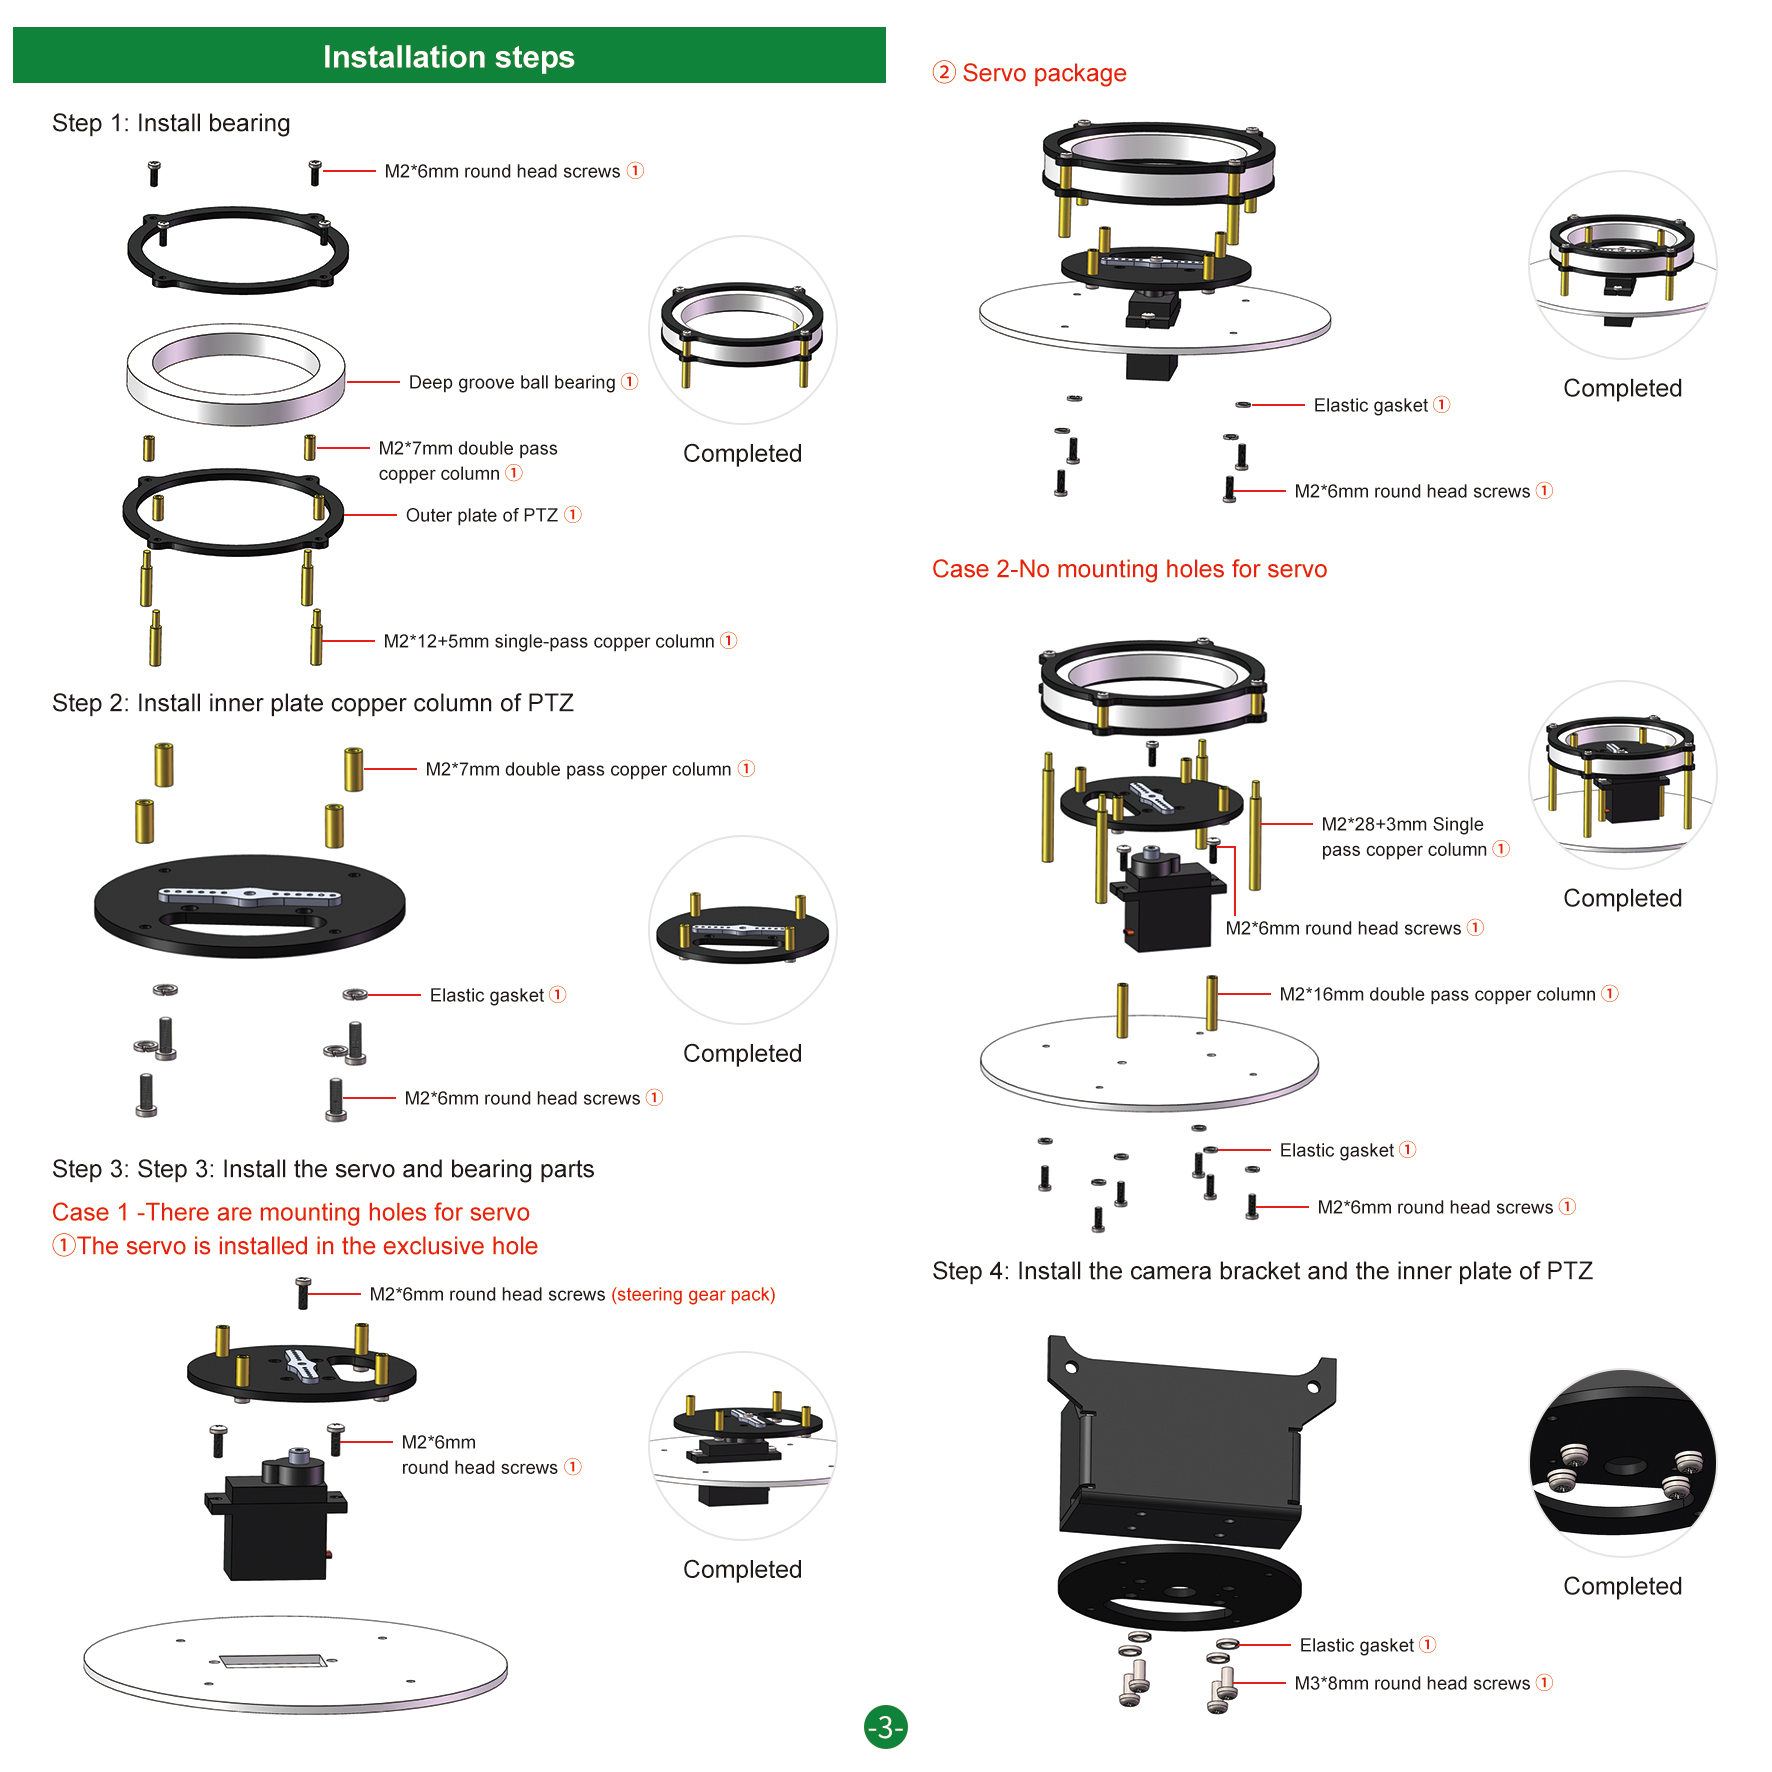 Installation steps
Step 1: Install bearing
M2*6mm round head screws ①
Deep groove ball bearing ①
M2*7mm double pass
copper column ①
Outer plate of PTZ ①
M2*12+5mm single-pass copper column ①
Completed
Step 2: Install inner plate copper column of PTZ
M2*7mm double pass copper column ①
Elastic gasket ①
M2*6mm round head screws ①
Completed
Step 3: Step 3: Install the servo and bearing parts
Case 1 -There are mounting holes for servo
①The servo is installed in the exclusive hole
M2*6mm round head screws (steering gear pack)
M2*6mm
round head screws ①
Completed
② Servo package
Elastic gasket ①
M2*6mm round head screws ①
Completed
Case 2-No mounting holes for servo
M2*28+3mm Single
pass copper column ①
M2*6mm round head screws ①
M2*16mm double pass copper column ①
Elastic gasket ①
M2*6mm round head screws ①
Completed
Step 4: Install the camera bracket and the inner plate of PTZ
Elastic gasket ①
M3*8mm round head screws ①
Completed
-3-